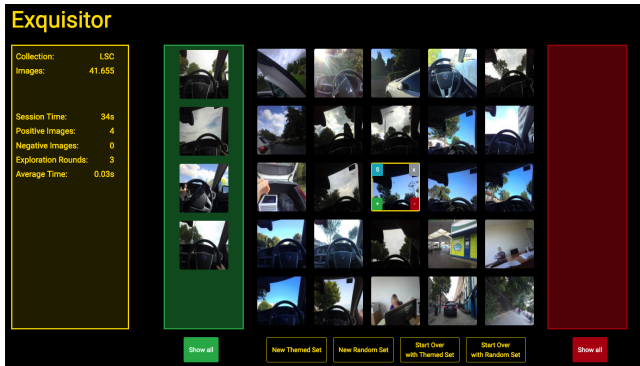 Exquisitor
Collection: LSC
Images: 41.655
Session Time: 34s
Positive Images: 4
Negative Images: 0
Exploration Rounds: 3
Average Time: 0.03s
S
+
-
Show all
New Themed Set
New Random Set
Start Over
with Themed Set
Start Over
with Random Set
Show all